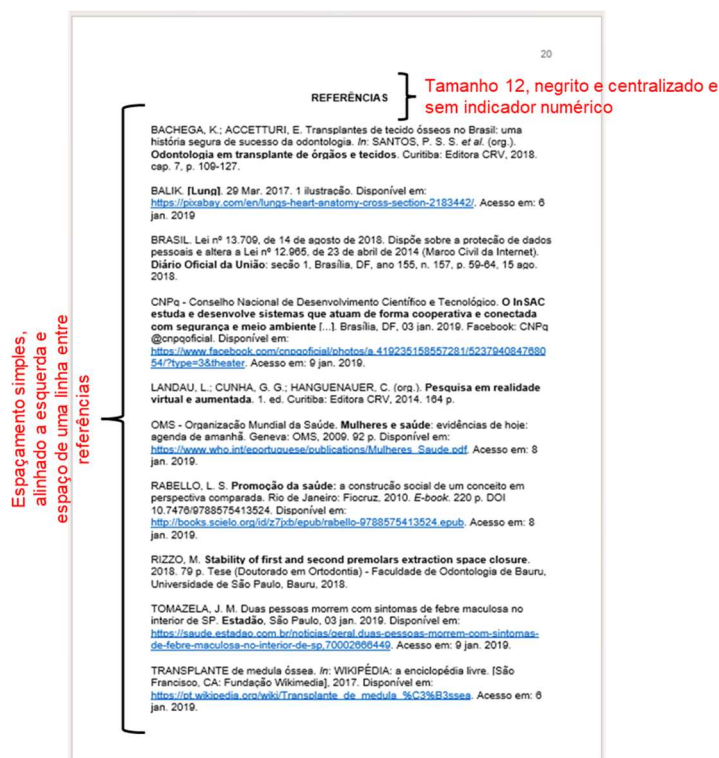 20
REFERÊNCIAS
Tamanho 12, negrito e centralizado e
sem indicador numérico
Espaçamento simples,
alinhado a esquerda e
espaço de uma linha entre
referências
BACHEGA, K.; ACCETTURI, E. Transplantes de tecido ósseos no Brasil: uma
história segura de sucesso da odontologia. In: SANTOS, P. S. S. et al. (org.).
Odontologia em transplante de órgãos e tecidos. Curitiba: Editora CRV, 2018.
cap. 7, p. 109-127.
BALIK. [Lung]. 29 Mar. 2017. 1 ilustração. Disponível em:
https://pixabay.com/en/lungs-heart-anatomy-cross-section-2183442/. Acesso em: 6
jan. 2019
BRASIL. Lei nº 13.709, de 14 de agosto de 2018. Dispõe sobre a proteção de dados
pessoais e altera a Lei nº 12.965, de 23 de abril de 2014 (Marco Civil da Internet).
Diário Oficial da União: seção 1, Brasília, DF, ano 155, n. 157, p. 59-64, 15 ago.
2018.
CNPq - Conselho Nacional de Desenvolvimento Científico e Tecnológico. O InSAC
estuda e desenvolve sistemas que atuam de forma cooperativa e conectada
com segurança e meio ambiente [...]. Brasília, DF, 03 jan. 2019. Facebook: CNPq
@cnpqoficial. Disponível em:
https://www.facebook.com/cnpqoficial/photos/a.419235158557281/5237940847680
54/?type=3&theater. Acesso em: 9 jan. 2019.
LANDAU, L.; CUNHA, G. G.; HANGUENAUER, C. (org.). Pesquisa em realidade
virtual e aumentada. 1. ed. Curitiba: Editora CRV, 2014. 164 p.
OMS - Organização Mundial da Saúde. Mulheres e saúde: evidências de hoje:
agenda de amanhã. Geneva: OMS, 2009. 92 p. Disponível em:
https://www.who.int/eportuguese/publications/Mulheres_Saude.pdf. Acesso em: 8
jan. 2019.
RABELLO, L. S. Promoção da saúde: a construção social de um conceito em
perspectiva comparada. Rio de Janeiro: Fiocruz, 2010. E-book. 220 p. DOI
10.7476/9788575413524. Disponível em:
http://books.scielo.org/id/z7jxb/epub/rabello-9788575413524.epub. Acesso em: 8
jan. 2019.
RIZZO, M. Stability of first and second premolars extraction space closure.
2018. 79 p. Tese (Doutorado em Ortodontia) - Faculdade de Odontologia de Bauru,
Universidade de São Paulo, Bauru, 2018.
TOMAZELA, J. M. Duas pessoas morrem com sintomas de febre maculosa no
interior de SP. Estadão, São Paulo, 03 jan. 2019. Disponível em:
https://saude.estadao.com.br/noticias/geral,duas-pessoas-morrem-com-sintomas-
de-febre-maculosa-no-interior-de-sp,70002666449. Acesso em: 9 jan. 2019.
TRANSPLANTE de medula óssea. In: WIKIPÉDIA: a enciclopédia livre. [São
Francisco, CA: Fundação Wikimedia], 2017. Disponível em:
https://pt.wikipedia.org/wiki/Transplante_de_medula_%C3%B3ssea. Acesso em: 6
jan. 2019.